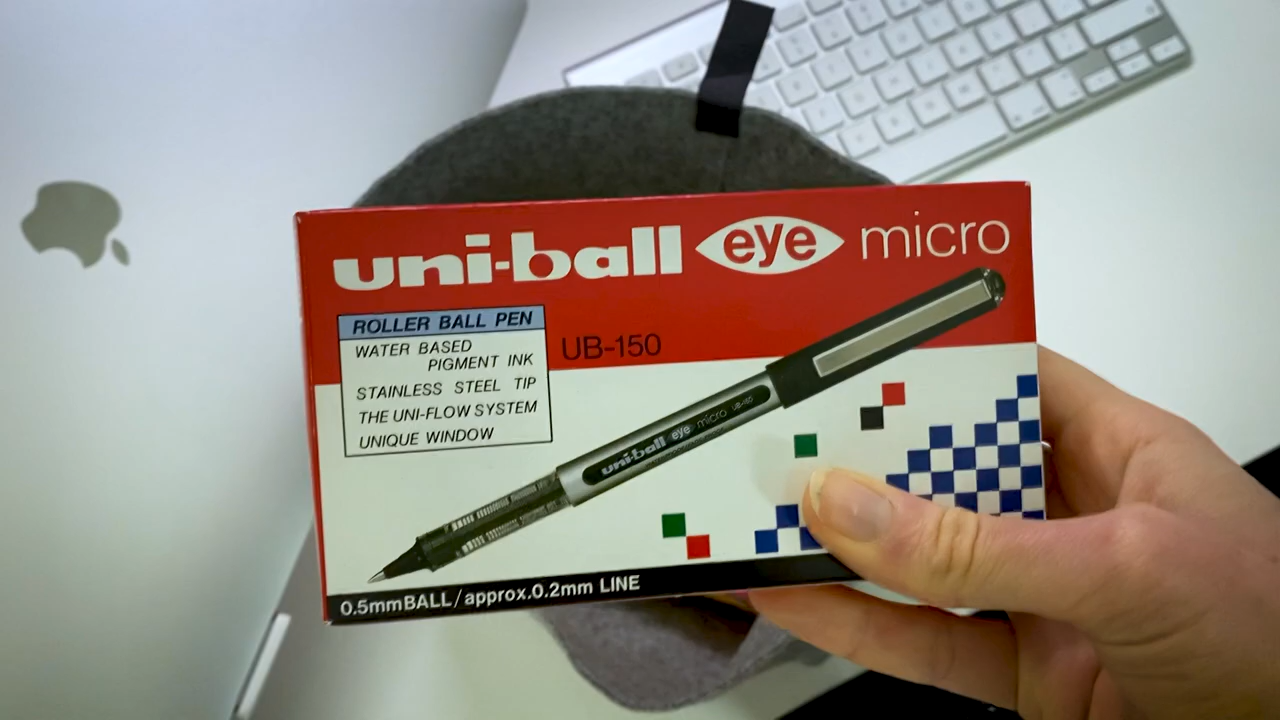 uni-ball eye micro
ROLLER BALL PEN
WATER BASED
PIGMENT INK
STAINLESS STEEL TIP
THE UNI-FLOW SYSTEM
UNIQUE WINDOW
UB-150
uni-ball eye micro UB-150
0.5mmBALL/approx.0.2mm LINE